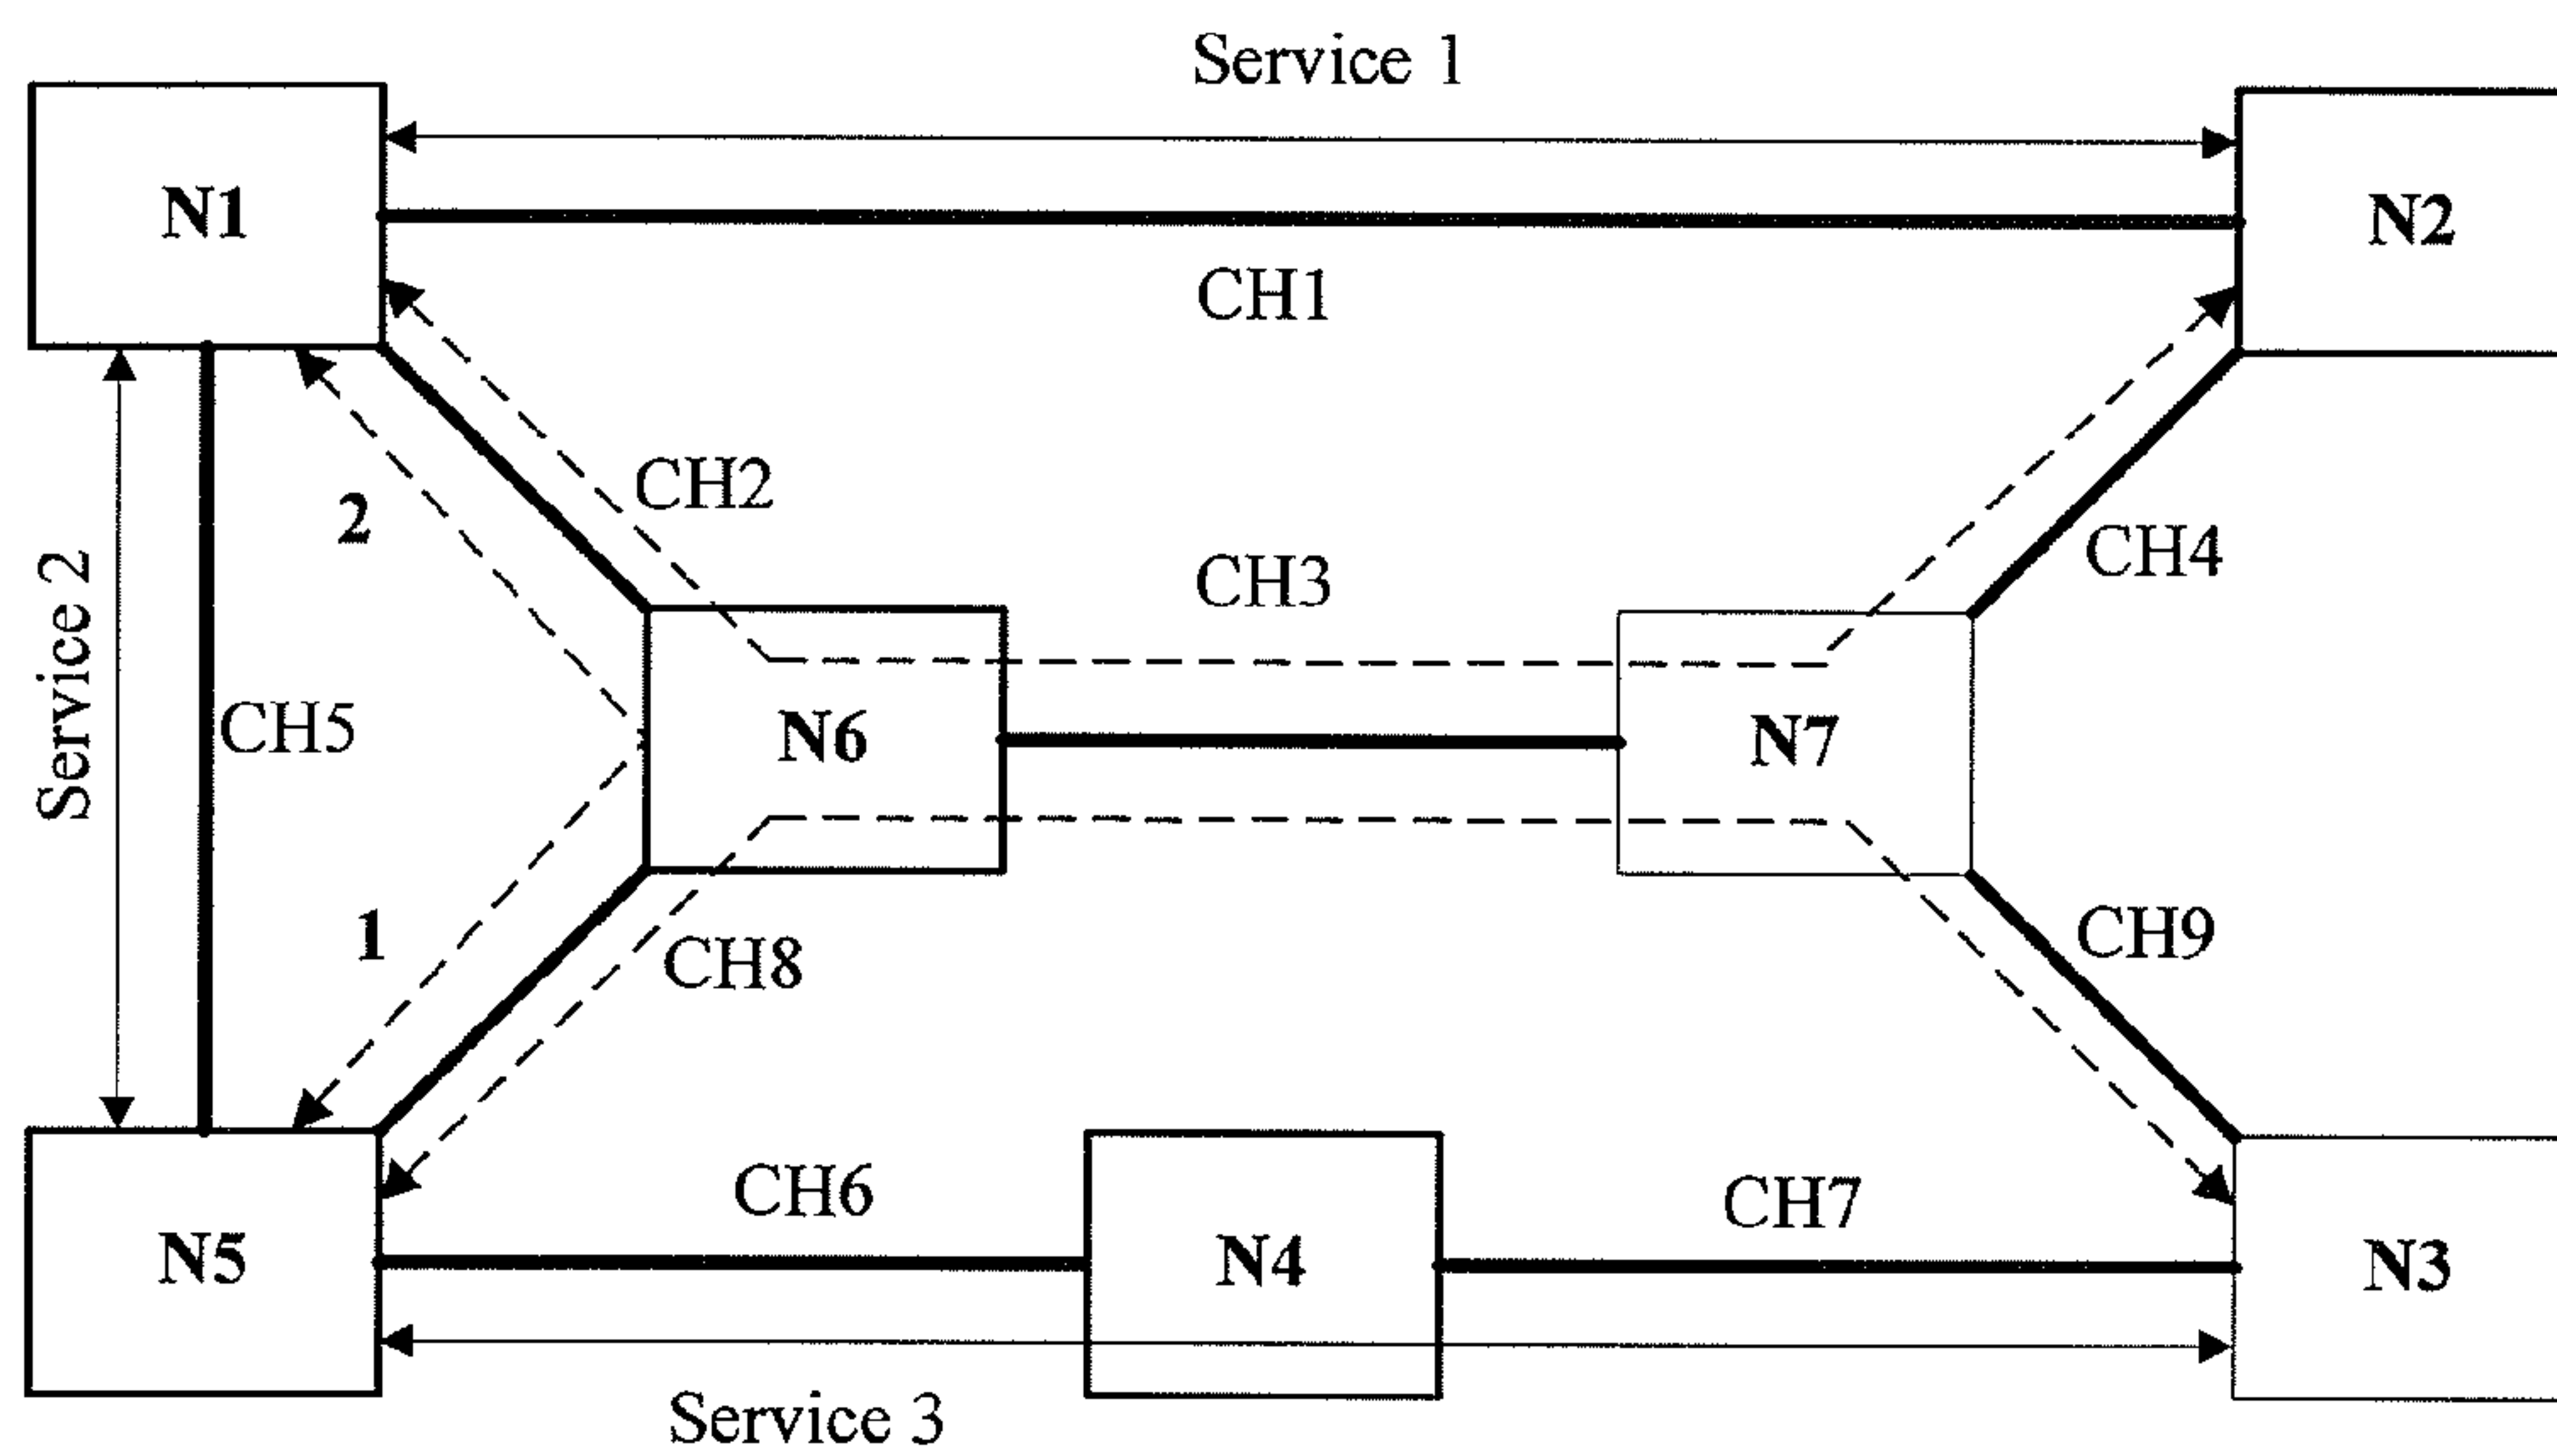 Service 1
N1
N2
CH1
CH2
2
CH4
CH3
Service 2
CH5
N6
N7
1
CH8
CH9
CH6
CH7
N5
N4
N3
Service 3